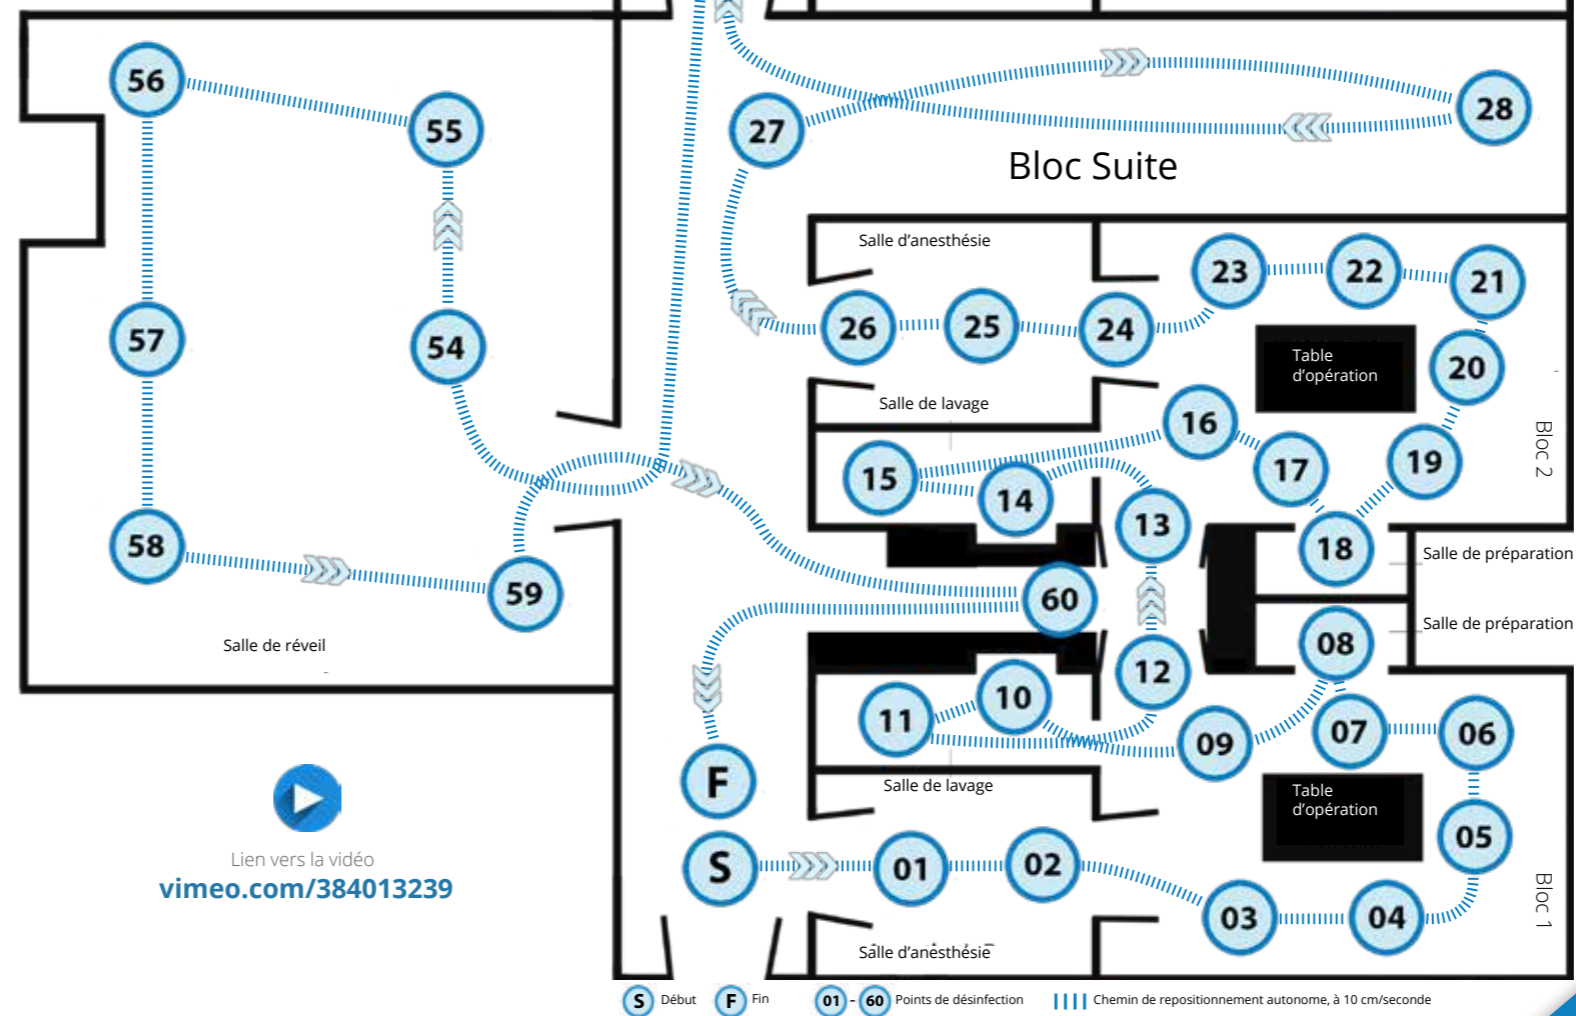 56
55
27
28
Bloc Suite
Salle d'anesthésie
23
22
21
57
54
26
25
24
Table
d'opération
20
Salle de lavage
16
Bloc 2
15
14
17
19
13
18
Salle de préparation
58
59
60
Salle de préparation
08
Salle de réveil
12
10
11
09
07
06
F
Salle de lavage
Table
d'opération
05
S
01
02
Lien vers la vidéo
vimeo.com/384013239
03
04
Bloc 1
Salle d'anesthésie
S Début F Fin 01 - 60 Points de désinfection Chemin de repositionnement autonome, à 10 cm/seconde